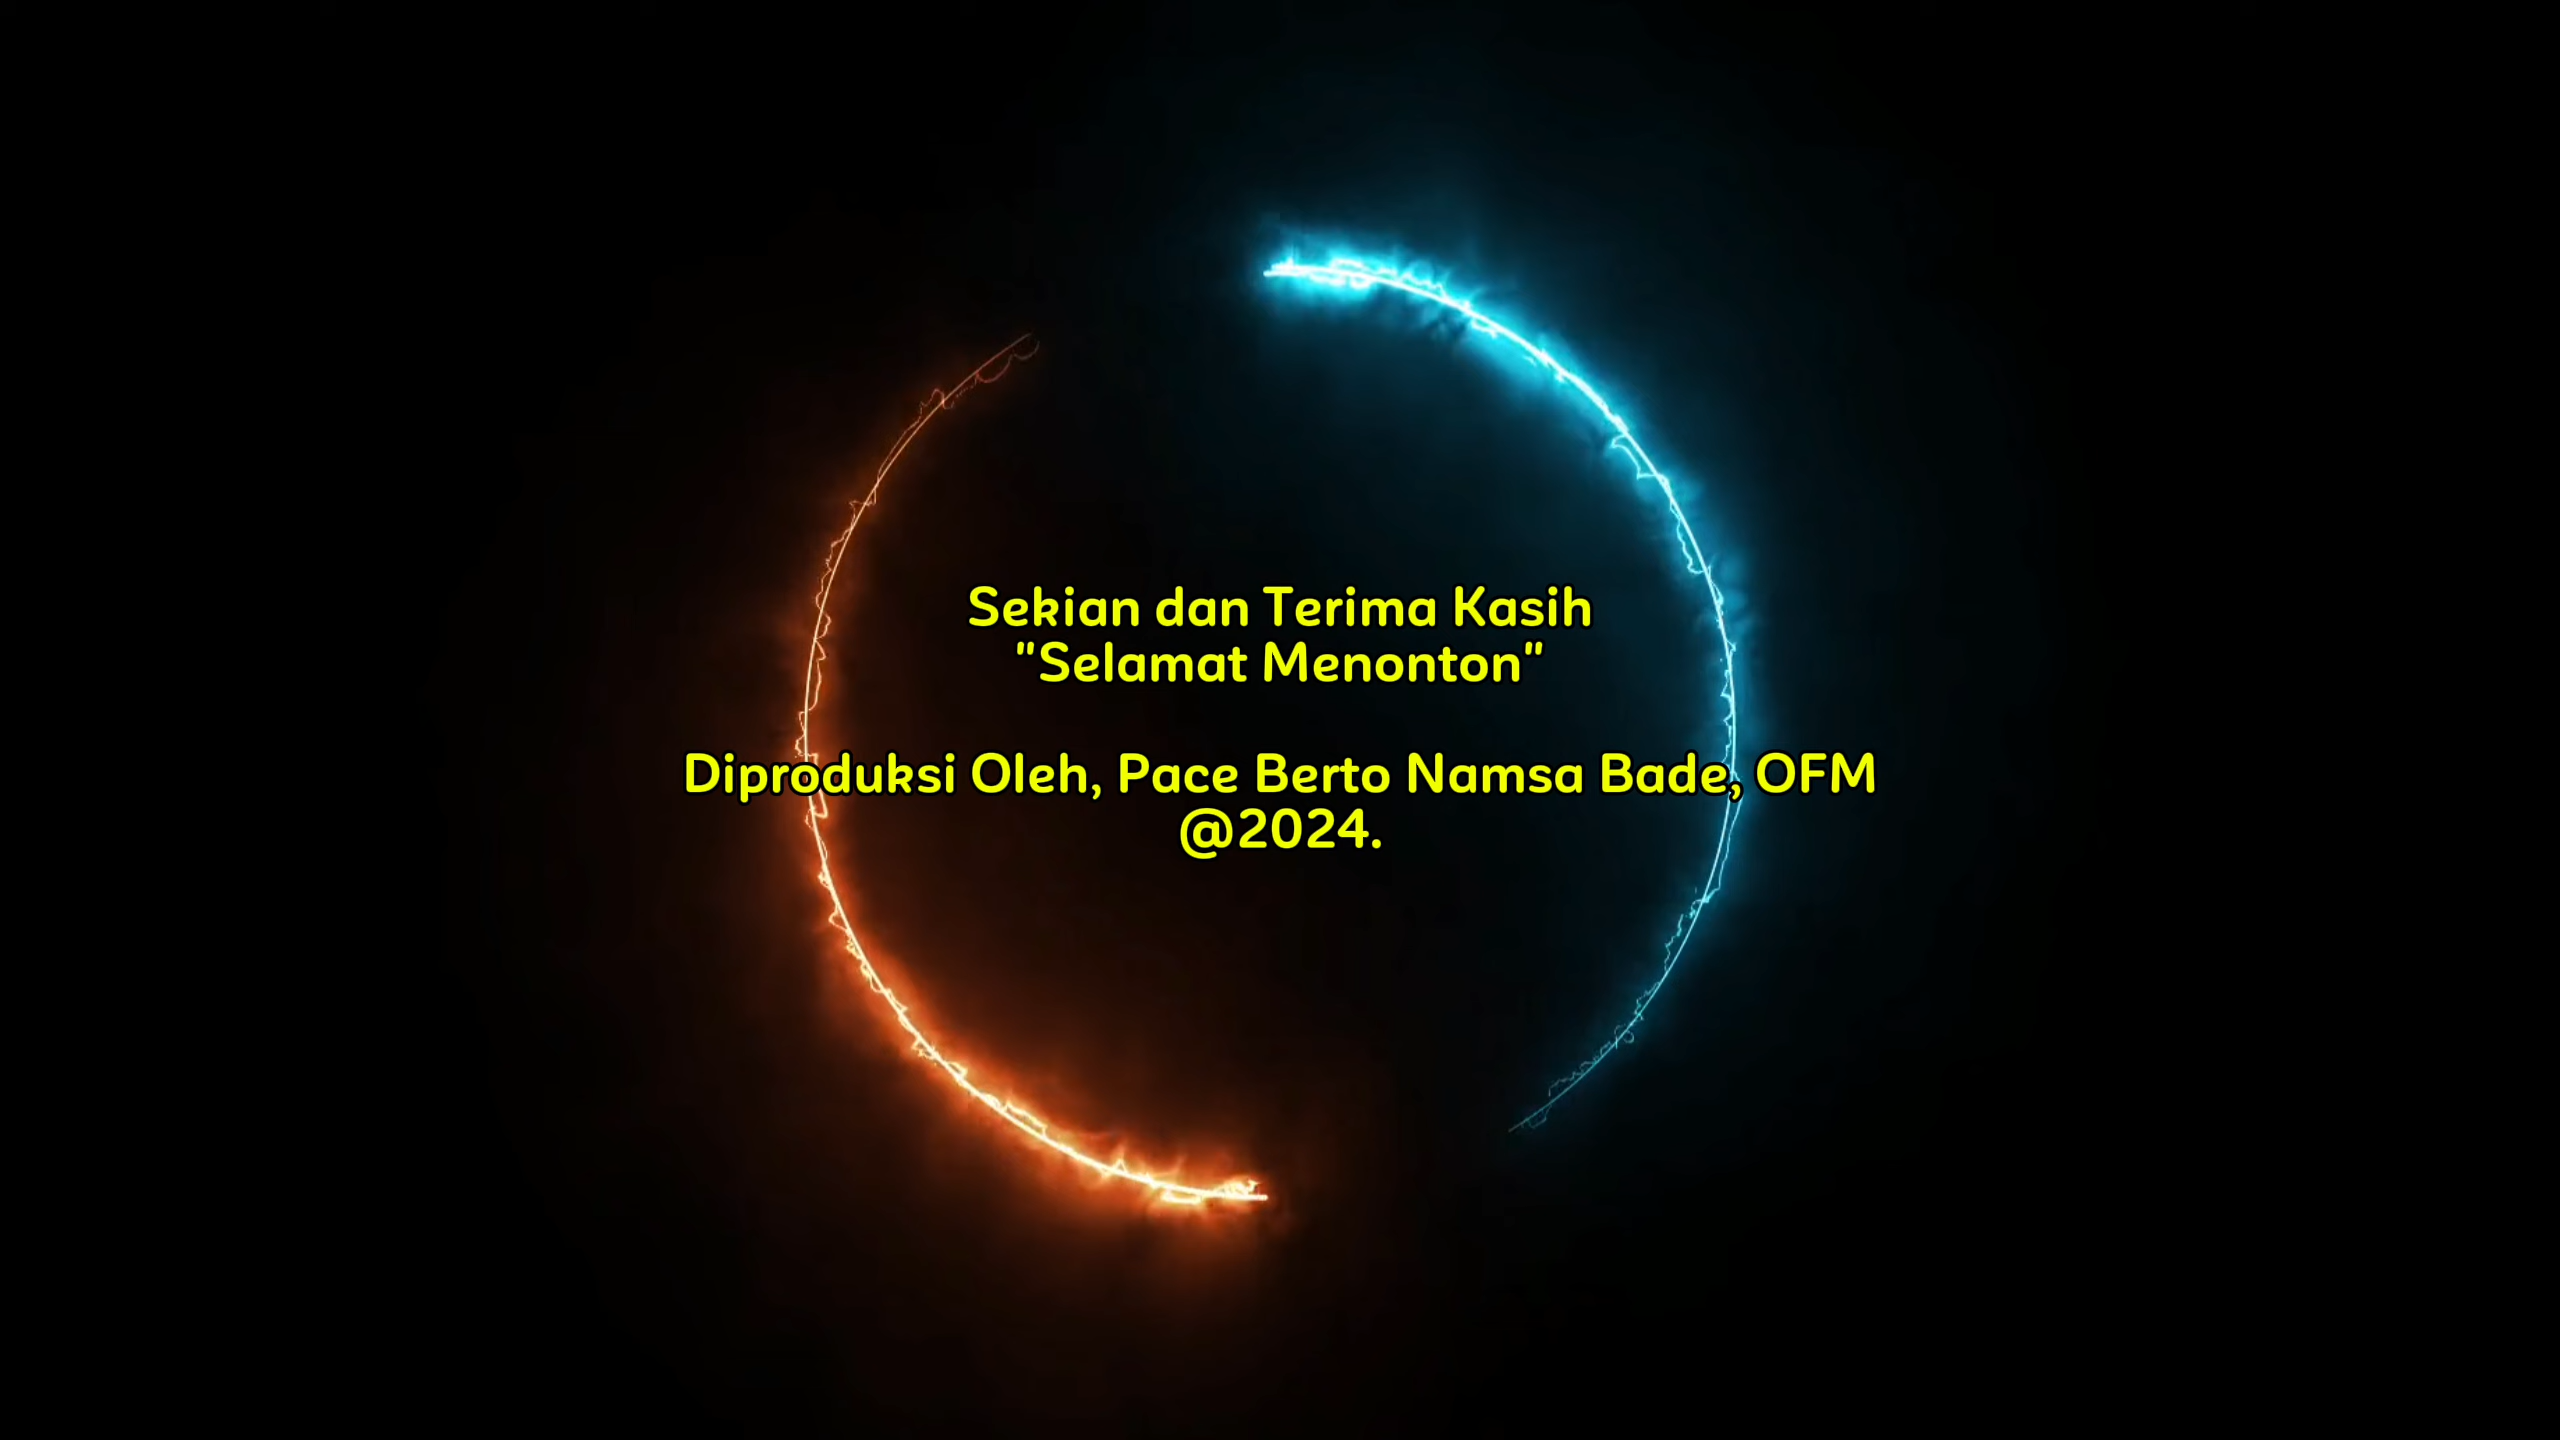 Sekian dan Terima Kasih
"Selamat Menonton"
Diproduksi Oleh, Pace Berto Namsa Bade, OFM
@2024.